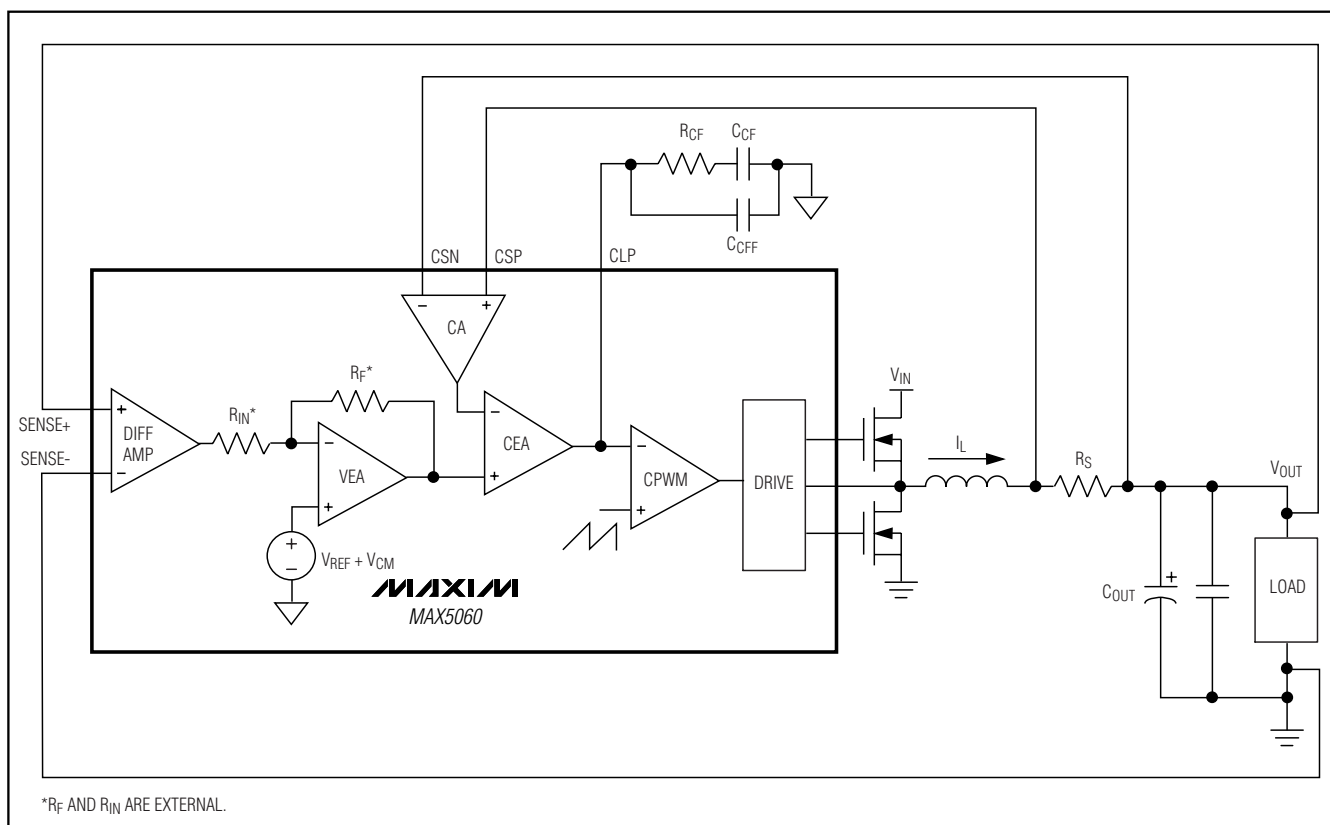 RCF
CCF
CCFF
CSN
CSP
CLP
−
+
CA
RF*
VIN
SENSE+
SENSE-
+
−
DIFF
AMP
RIN*
−
+
VEA
−
+
CEA
−
+
CPWM
DRIVE
IL
RS
VOUT
+
−
VREF + VCM
MAXIM
MAX5060
COUT
+
LOAD
*RF AND RIN ARE EXTERNAL.